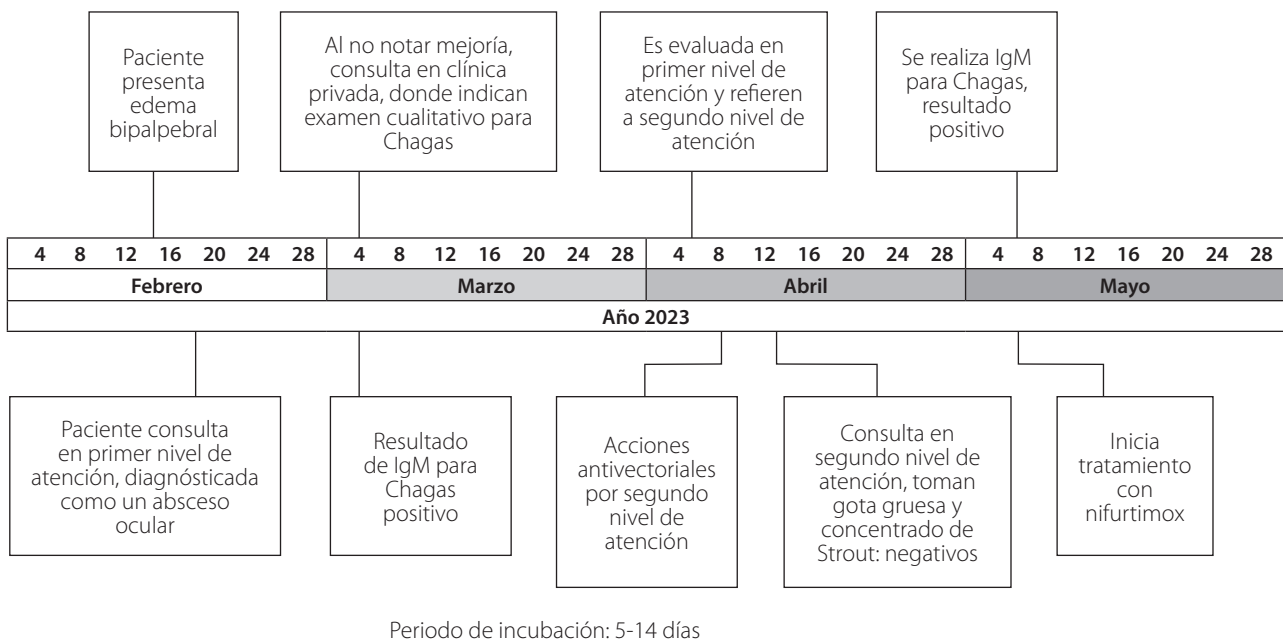 Paciente
presenta
edema
bipalpebral
Al no notar mejoría,
consulta en clínica
privada, donde indican
examen cualitativo para
Chagas
Es evaluada en
primer nivel de
atención y refieren
a segundo nivel de
atención
Se realiza IgM
para Chagas,
resultado
positivo
4 8 12 16 20 24 28 4 8 12 16 20 24 28 4 8 12 16 20 24 28 4 8 12 16 20 24 28
Febrero Marzo Abril Mayo
Año 2023
Paciente consulta
en primer nivel de
atención, diagnósticada
como un absceso
ocular
Resultado
de IgM para
Chagas
positivo
Acciones
antivectoriales
por segundo
nivel de
atención
Consulta en
segundo nivel de
atención, toman
gota gruesa y
concentrado de
Strout: negativos
Inicia
tratamiento
con
nifurtimox
Periodo de incubación: 5-14 días